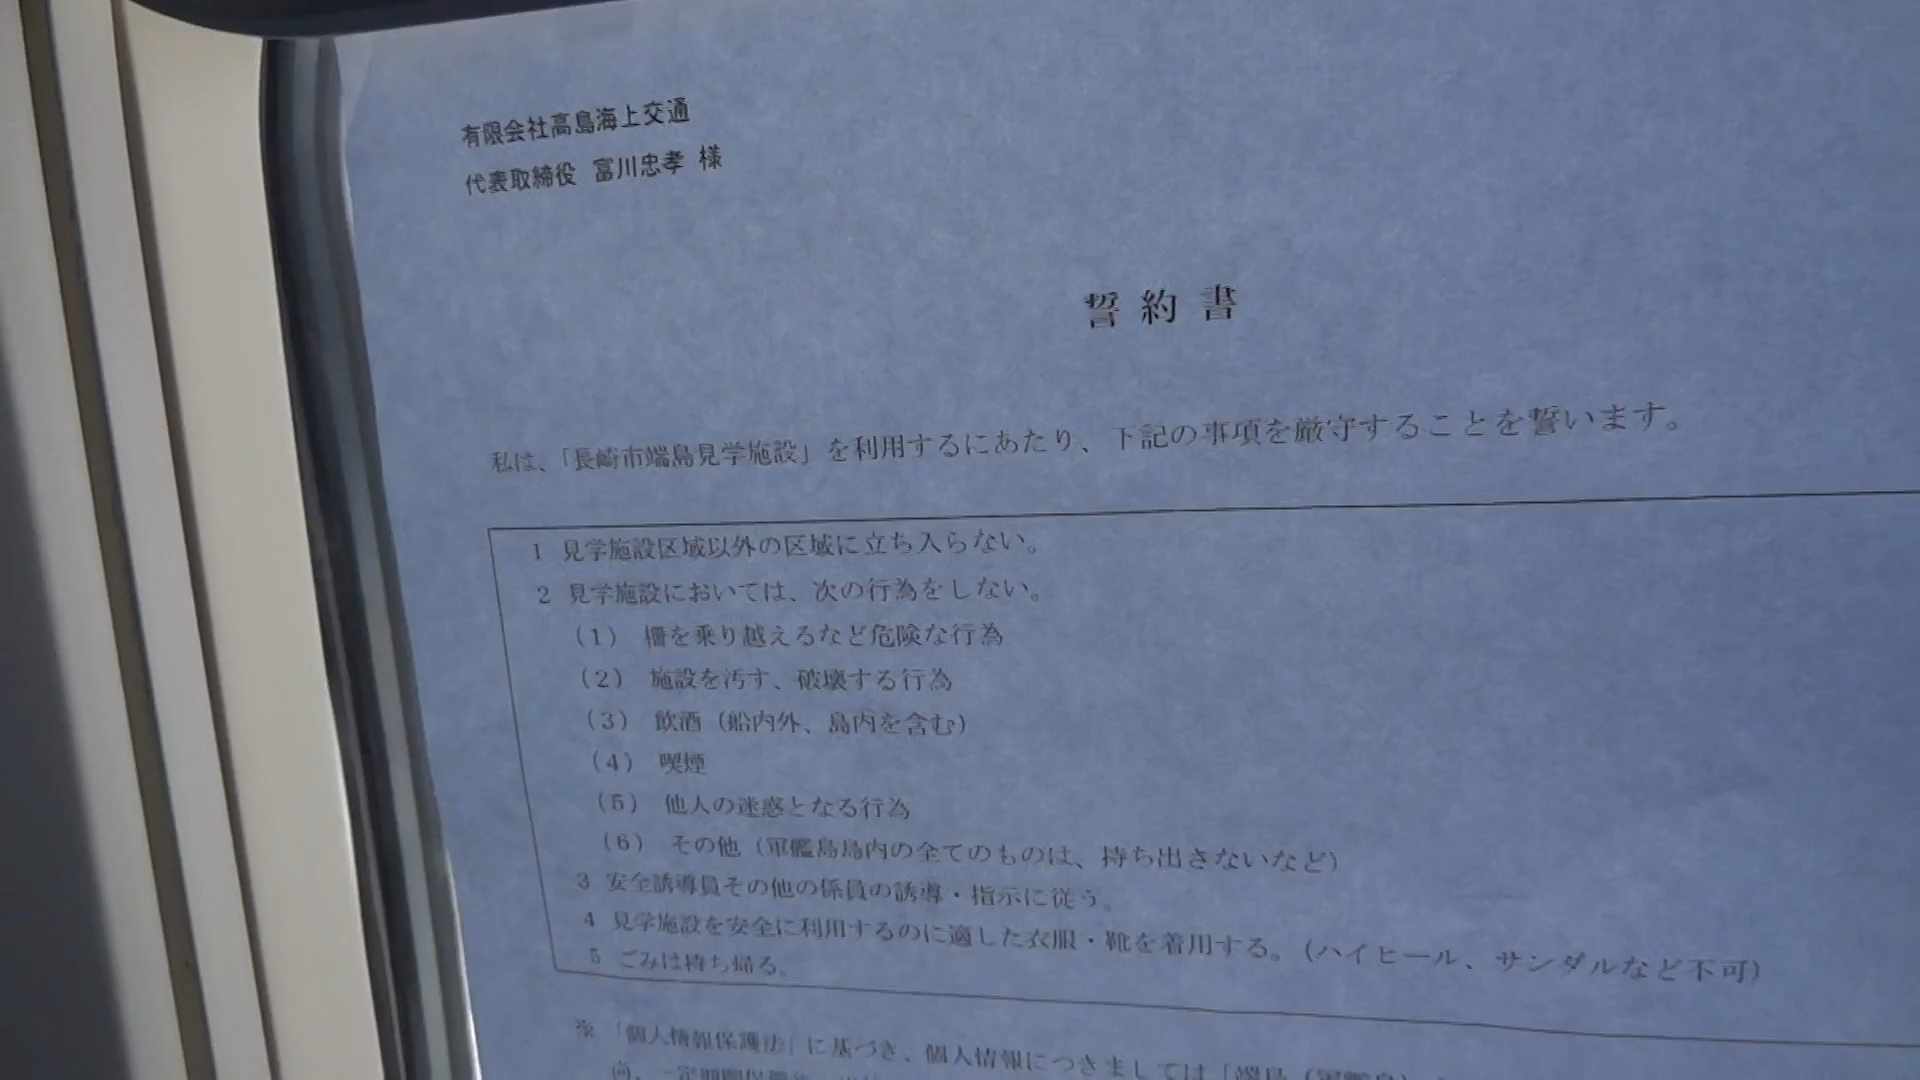 有限会社高島海上交通
代表取締役 富川忠孝 様
誓約書
私は、「長崎市端島見学施設」を利用するにあたり、下記の事項を厳守することを誓います。
1 見学施設区域以外の区域に立ち入らない。
2 見学施設においては、次の行為をしない。
(1) 柵を乗り越えるなど危険な行為
(2) 施設を汚す、破壊する行為
(3) 飲酒（船内外、島内を含む）
(4) 喫煙
(5) 他人の迷惑となる行為
(6) その他（軍艦島島内の全てのものは、持ち出さないなど）
3 安全誘導員その他の係員の誘導・指示に従う。
4 見学施設を安全に利用するのに適した衣服・靴を着用する。（ハイヒール、サンダルなど不可）
5 ごみは持ち帰る。
※ 「個人情報保護法」に基づき、個人情報につきましては「端島（軍艦島）